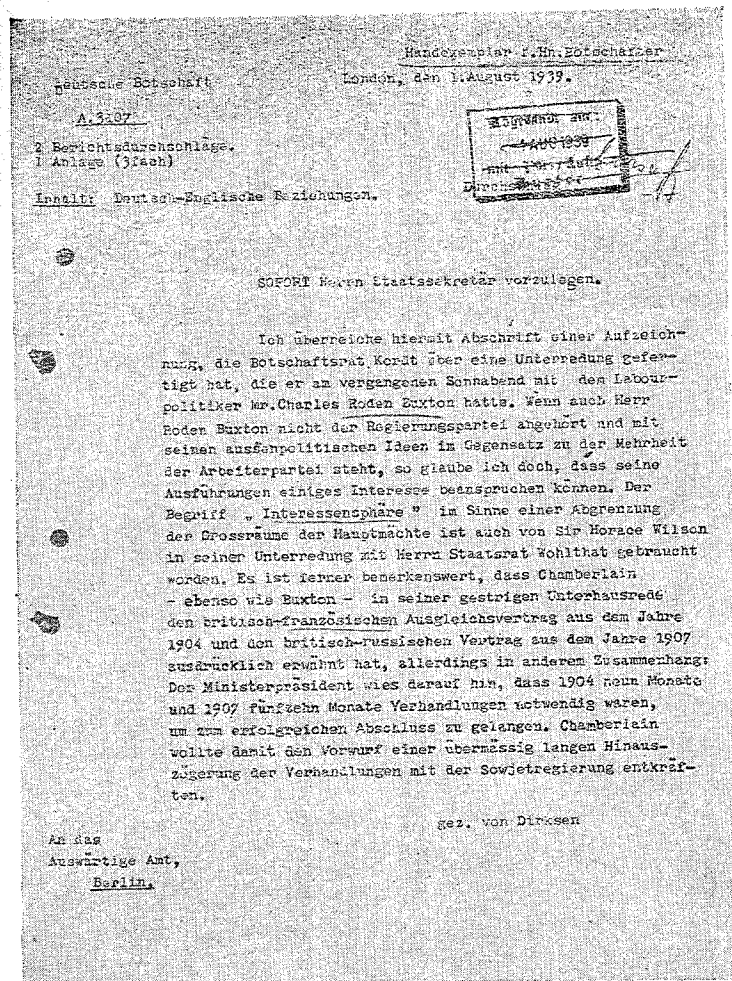 Handexemplar f.Hn.Botschafter
Deutsche Botschaft
London, den 1.August 1939.
A.3107
2 Berichtsdurchschläge.
1 Anlage (3fach)
Abgesandt am:
1 AUG 1939
mit
Durchschläge
Inhalt: Deutsch-Englische Beziehungen.
SOFORT Herrn Staatssekretär vorzulegen.
Ich überreiche hiermit Abschrift einer Aufzeich-
nung, die Botschaftsrat Kordt über eine Unterredung gefer-
tigt hat, die er am vergangenen Sonnabend mit dem Labour-
politiker Mr.Charles Roden Buxton hatte. Wenn auch Herr
Roden Buxton nicht der Regierungspartei angehört und mit
seinen aussenpolitischen Ideen im Gegensatz zu der Mehrheit
der Arbeiterpartei steht, so glaube ich doch, dass seine
Ausführungen einiges Interesse beanspruchen können. Der
Begriff „ Interessensphäre " im Sinne einer Abgrenzung
der Grossräume der Hauptmächte ist auch von Sir Horace Wilson
in seiner Unterredung mit Herrn Staatsrat Wohlthat gebraucht
worden. Es ist ferner bemerkenswert, dass Chamberlain
- ebenso wie Buxton - in seiner gestrigen Unterhausrede
den britisch-französischen Ausgleichsvertrag aus dem Jahre
1904 und den britisch-russischen Vertrag aus dem Jahre 1907
ausdrücklich erwähnt hat, allerdings in anderem Zusammenhang:
Der Ministerpräsident wies darauf hin, dass 1904 neun Monate
und 1907 fünfzehn Monate Verhandlungen notwendig waren,
um zum erfolgreichen Abschluss zu gelangen. Chamberlain
wollte damit den Vorwurf einer übermässig langen Hinaus-
zögerung der Verhandlungen mit der Sowjetregierung entkräf-
ten.
gez. von Dirksen
An das
Auswärtige Amt,
Berlin.